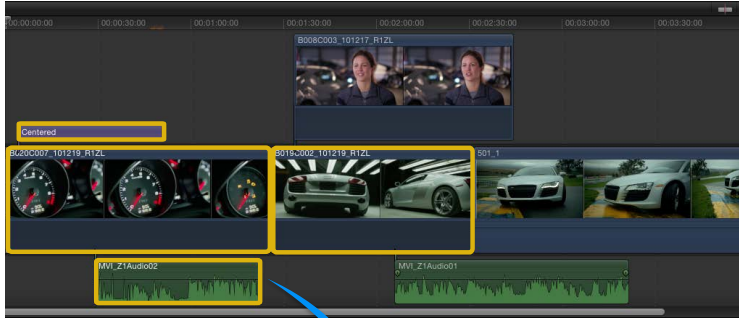 00:00:00:00 00:00:30:00 00:01:00:00 00:01:30:00 00:02:00:00 00:02:30:00 00:03:00:00 00:03:30:00
B008C003_101217_R1ZL
Centered
B020C007_101219_R1ZL B019C002_101219_R1ZL 501_1
MVI_Z1Audio02 MVI_Z1Audio01